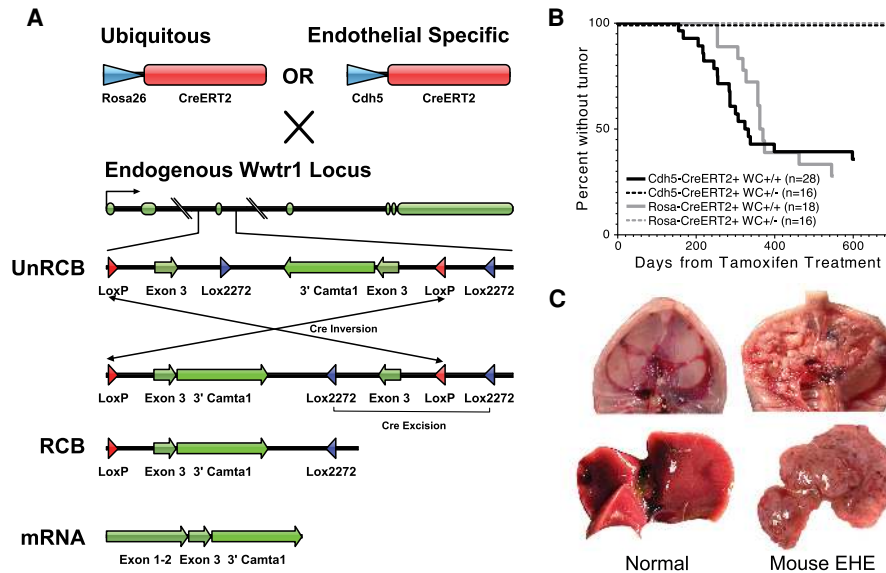 A
Ubiquitous
Endothelial Specific
OR
Rosa26 CreERT2
Cdh5 CreERT2
Endogenous Wwtr1 Locus
UnRCB
LoxP Exon 3 Lox2272 3' Camta1 Exon 3 LoxP Lox2272
Cre Inversion
LoxP Exon 3 3' Camta1 Lox2272 Exon 3 LoxP Lox2272
Cre Excision
RCB
LoxP Exon 3 3' Camta1 Lox2272
mRNA
Exon 1-2 Exon 3 3' Camta1
B
Percent without tumor
100
50
0
Cdh5-CreERT2+ WC+/+ (n=28)
Cdh5-CreERT2+ WC+/- (n=16)
Rosa-CreERT2+ WC+/+ (n=18)
Rosa-CreERT2+ WC+/- (n=16)
0 200 400 600
Days from Tamoxifen Treatment
C
Normal
Mouse EHE